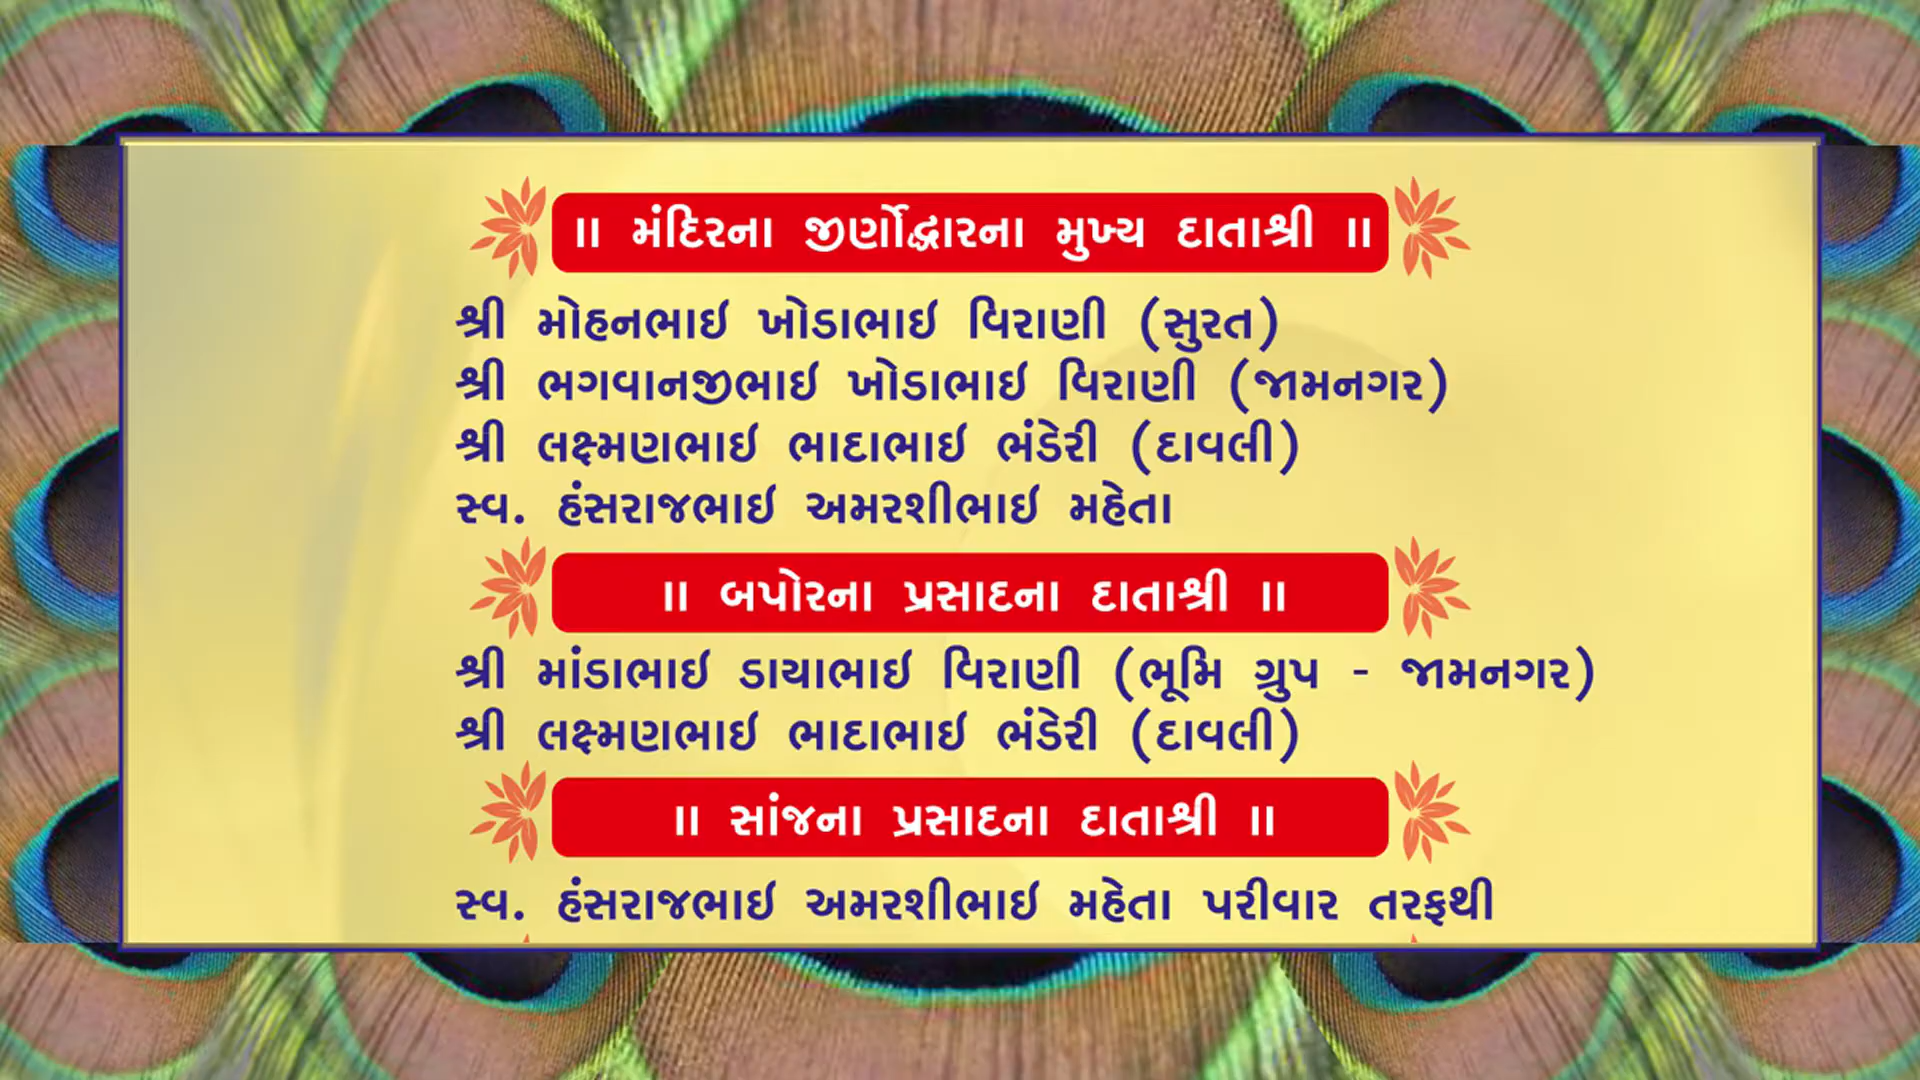 ॥ મંદિરના જીર્ણોદ્ધારના મુખ્ય દાતાશ્રી ॥
શ્રી મોહનભાઈ ખોડાભાઈ વિરાણી (સુરત)
શ્રી ભગવાનજીભાઈ ખોડાભાઈ વિરાણી (જામનગર)
શ્રી લક્ષ્મણભાઈ ભાદાભાઈ ભંડેરી (દાવલી)
સ્વ. હંસરાજભાઈ અમરશીભાઈ મહેતા
॥ બપોરના પ્રસાદના દાતાશ્રી ॥
શ્રી માંડાભાઈ ડાયાભાઈ વિરાણી (ભૂમિ ગ્રુપ - જામનગર)
શ્રી લક્ષ્મણભાઈ ભાદાભાઈ ભંડેરી (દાવલી)
॥ સાંજના પ્રસાદના દાતાશ્રી ॥
સ્વ. હંસરાજભાઈ અમરશીભાઈ મહેતા પરીવાર તરફથી